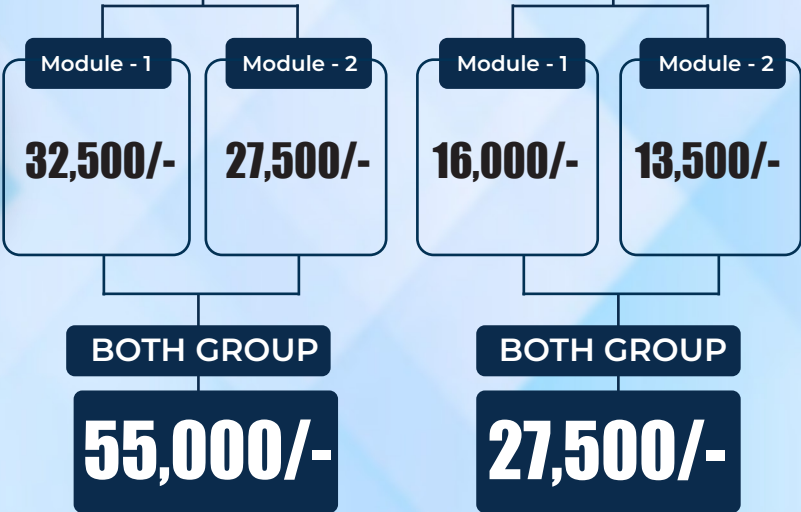 Module - 1
32,500/-
Module - 2
27,500/-
BOTH GROUP
55,000/-
Module - 1
16,000/-
Module - 2
13,500/-
BOTH GROUP
27,500/-